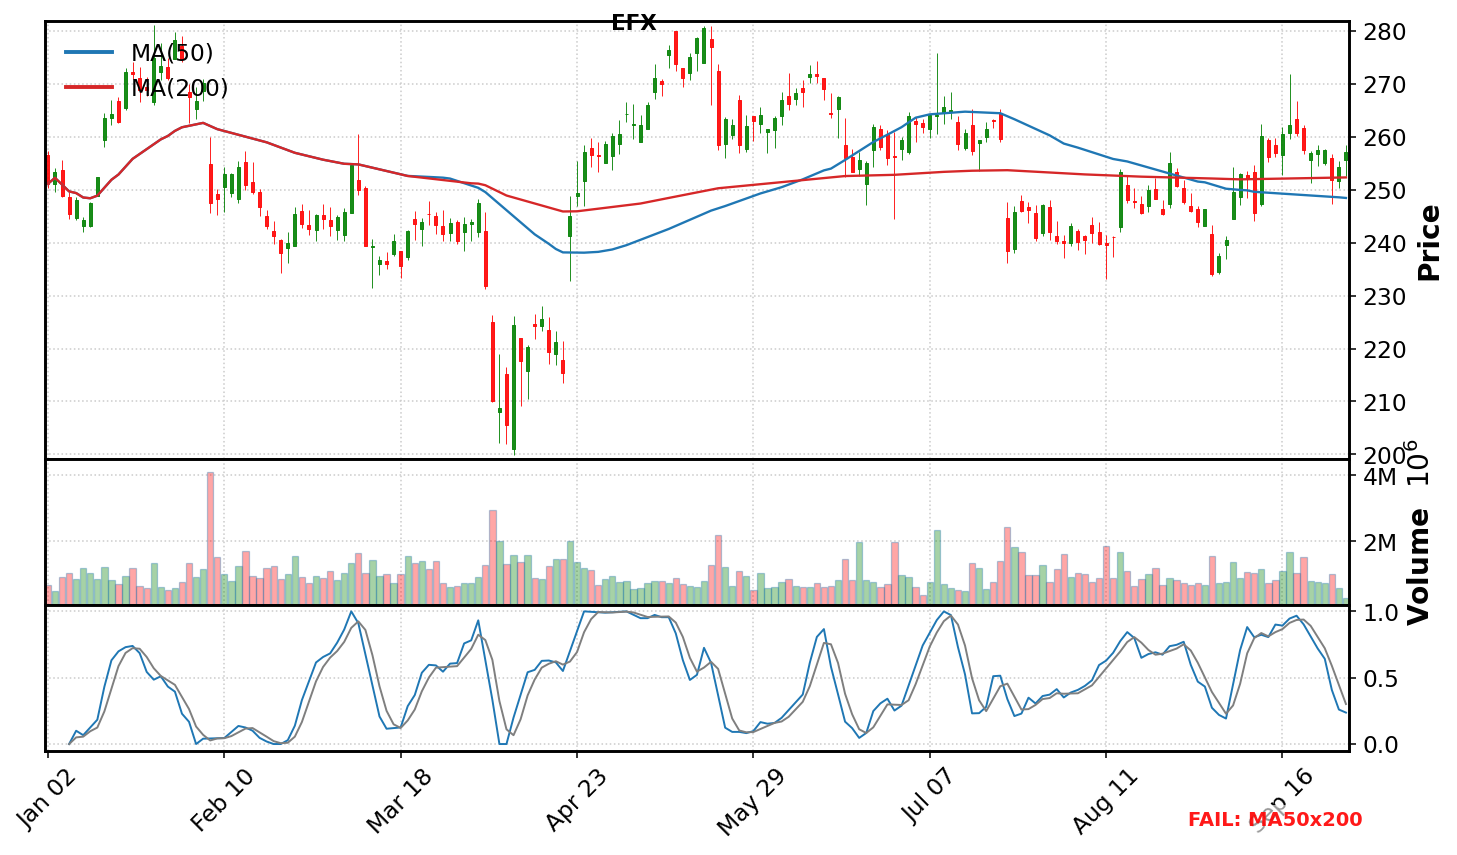 EFX
MA(50)
MA(200)
280
270
260
250
240
230
220
210
200
Price
4M
2M
Volume 10^6
1.0
0.5
0.0
Jan 02
Feb 10
Mar 18
Apr 23
May 29
Jul 07
Aug 11
Sep 16
FAIL: MA50x200